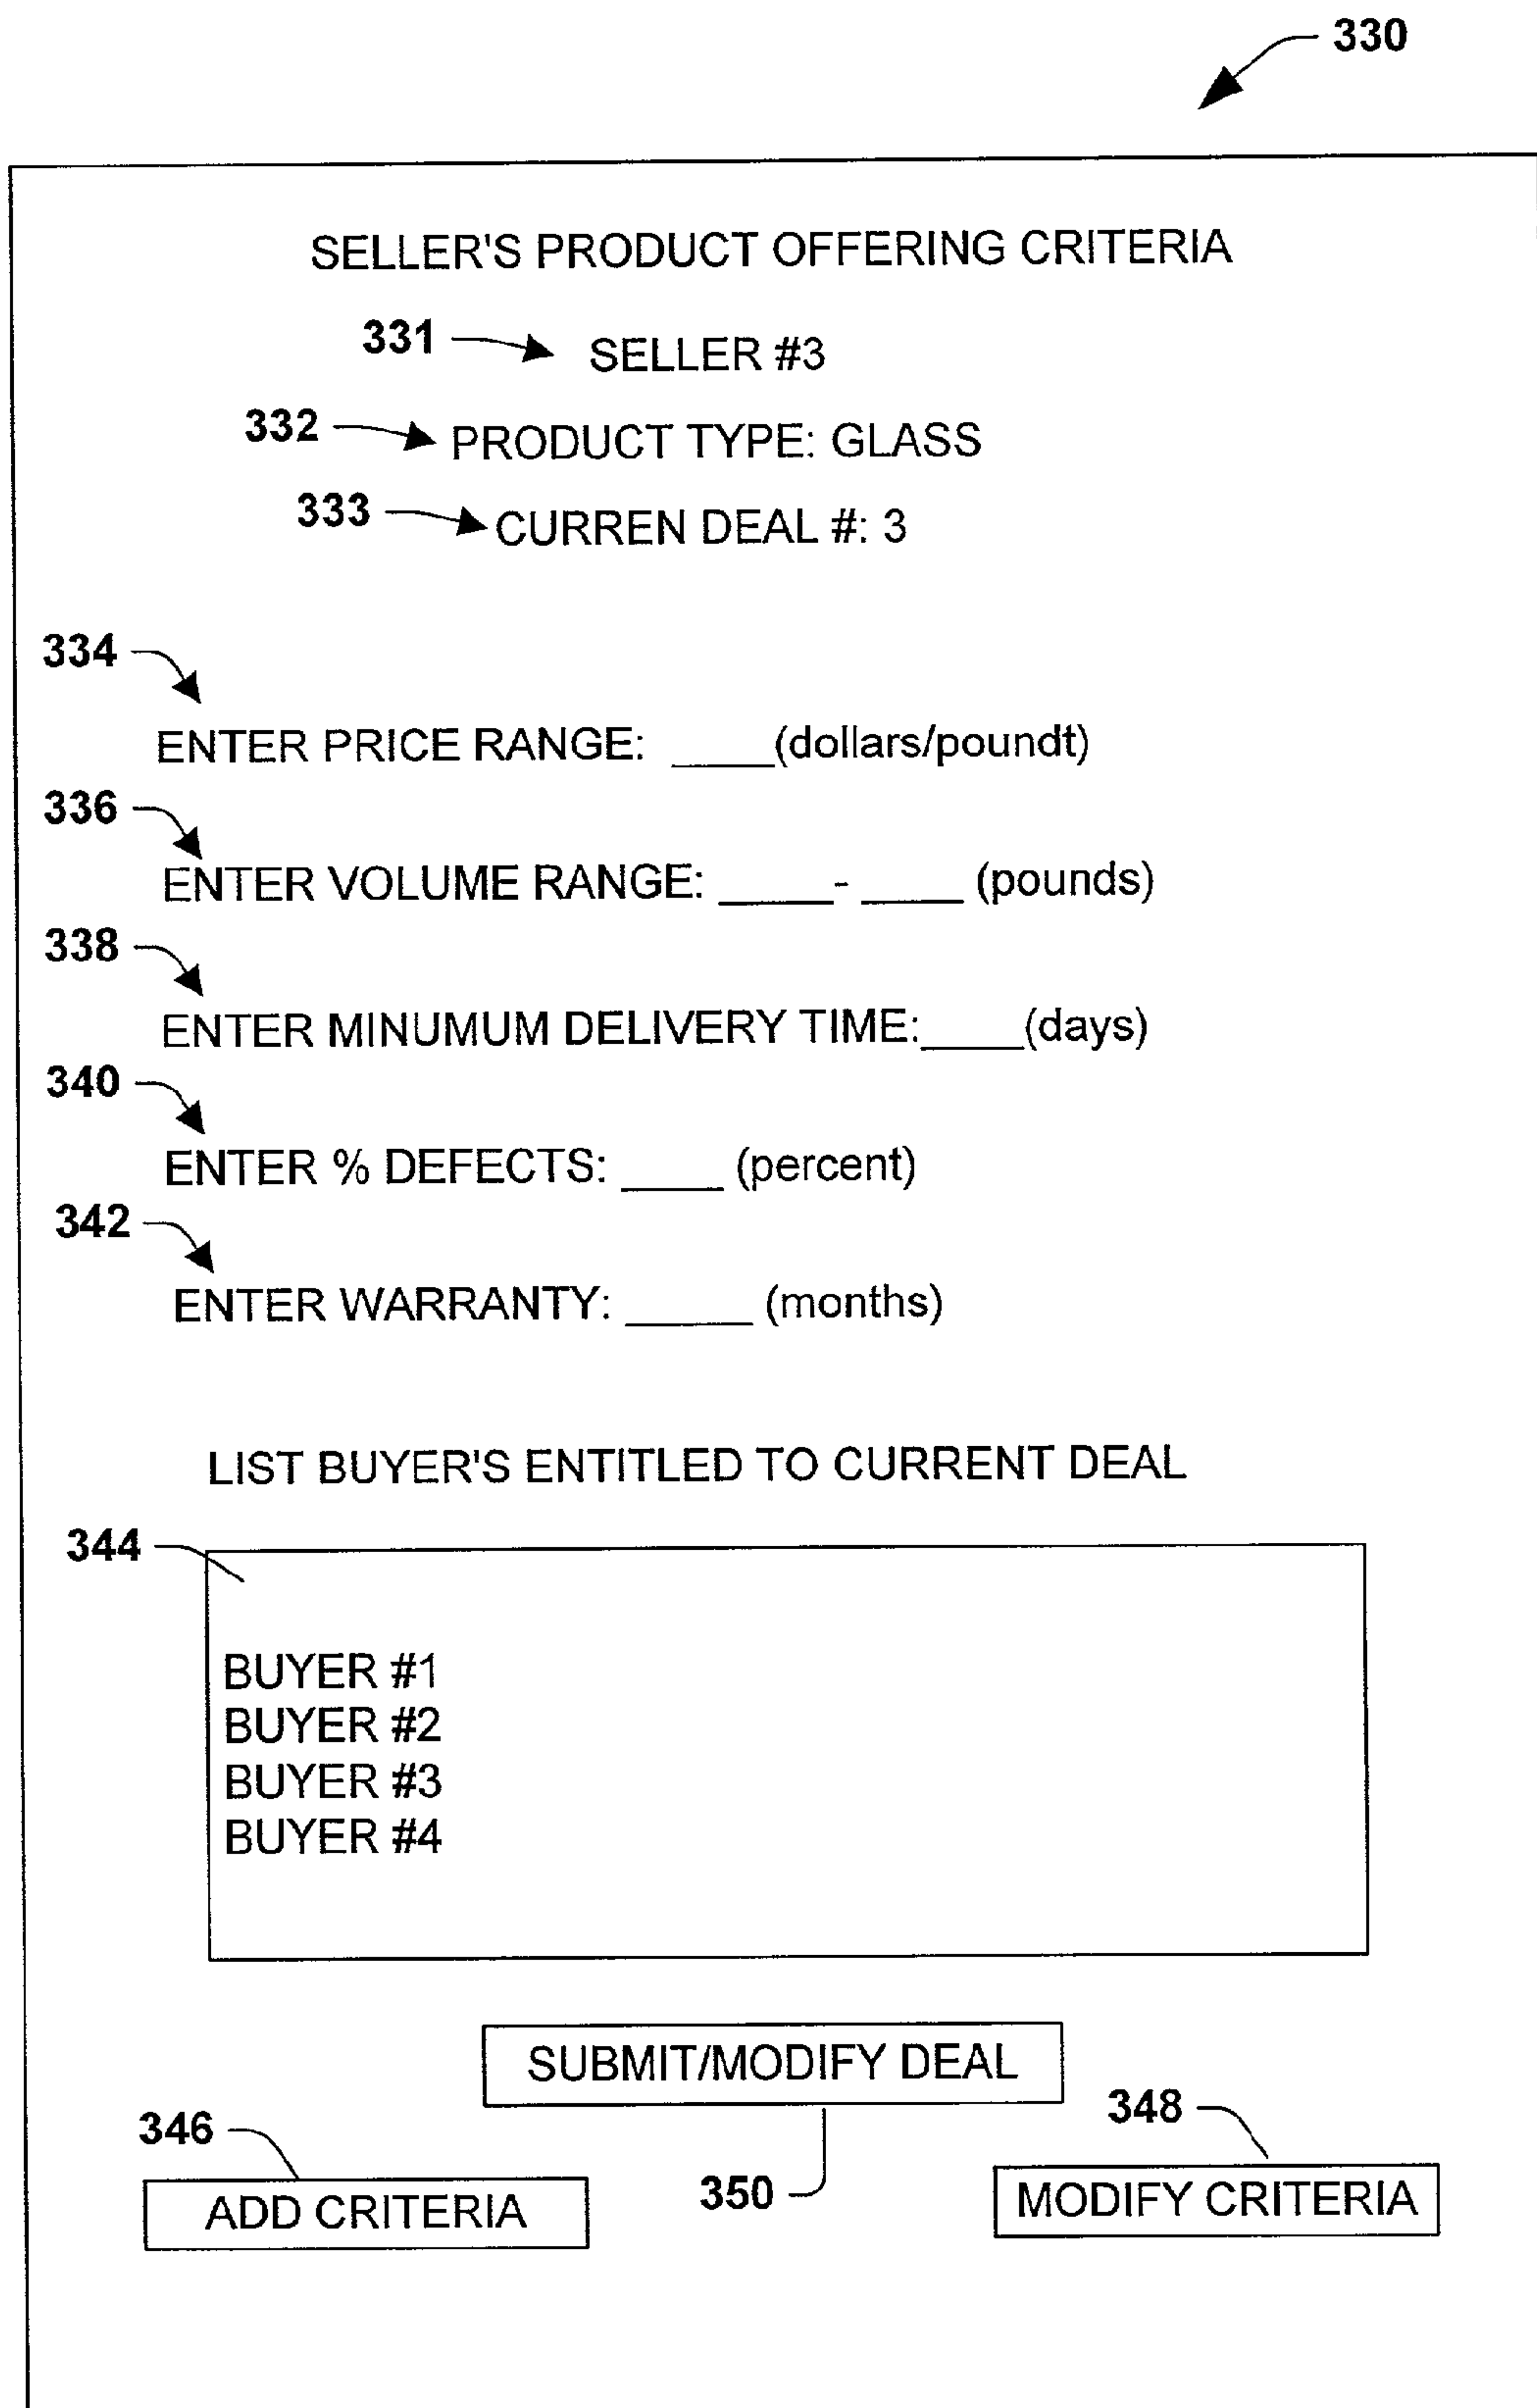 330
SELLER'S PRODUCT OFFERING CRITERIA
331 SELLER #3
332 PRODUCT TYPE: GLASS
333 CURREN DEAL #: 3
334
ENTER PRICE RANGE: ____(dollars/poundt)
336
ENTER VOLUME RANGE: ____- ____ (pounds)
338
ENTER MINUMUM DELIVERY TIME:____(days)
340
ENTER % DEFECTS: ____ (percent)
342
ENTER WARRANTY: _____ (months)
LIST BUYER'S ENTITLED TO CURRENT DEAL
344
BUYER #1
BUYER #2
BUYER #3
BUYER #4
SUBMIT/MODIFY DEAL
346 350 348
ADD CRITERIA MODIFY CRITERIA